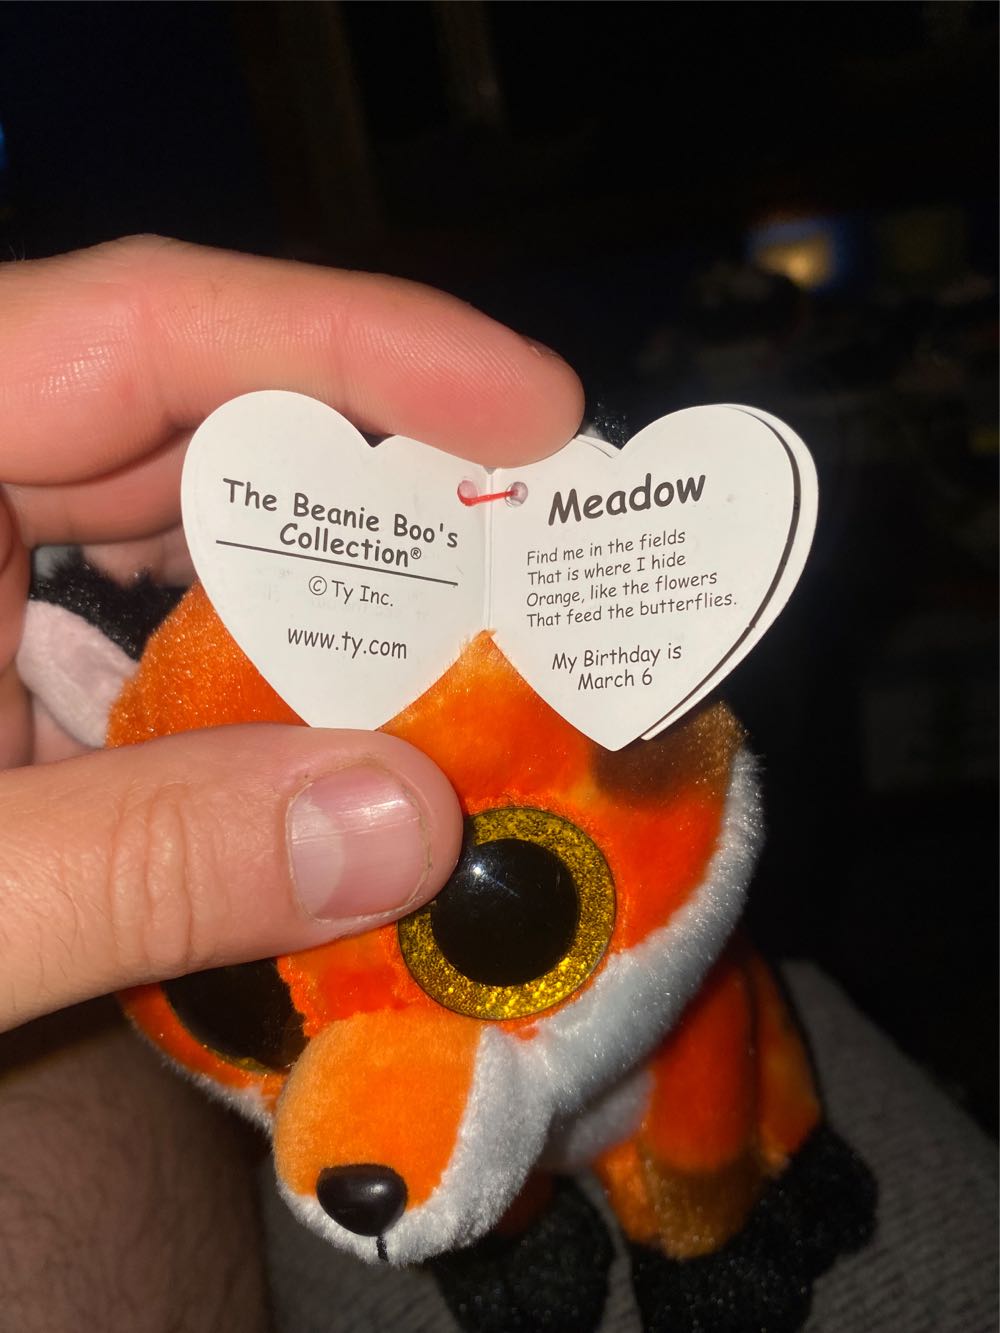 The Beanie Boo's
Collection®
© Ty Inc.
www.ty.com
Meadow
Find me in the fields
That is where I hide
Orange, like the flowers
That feed the butterflies.
My Birthday is
March 6